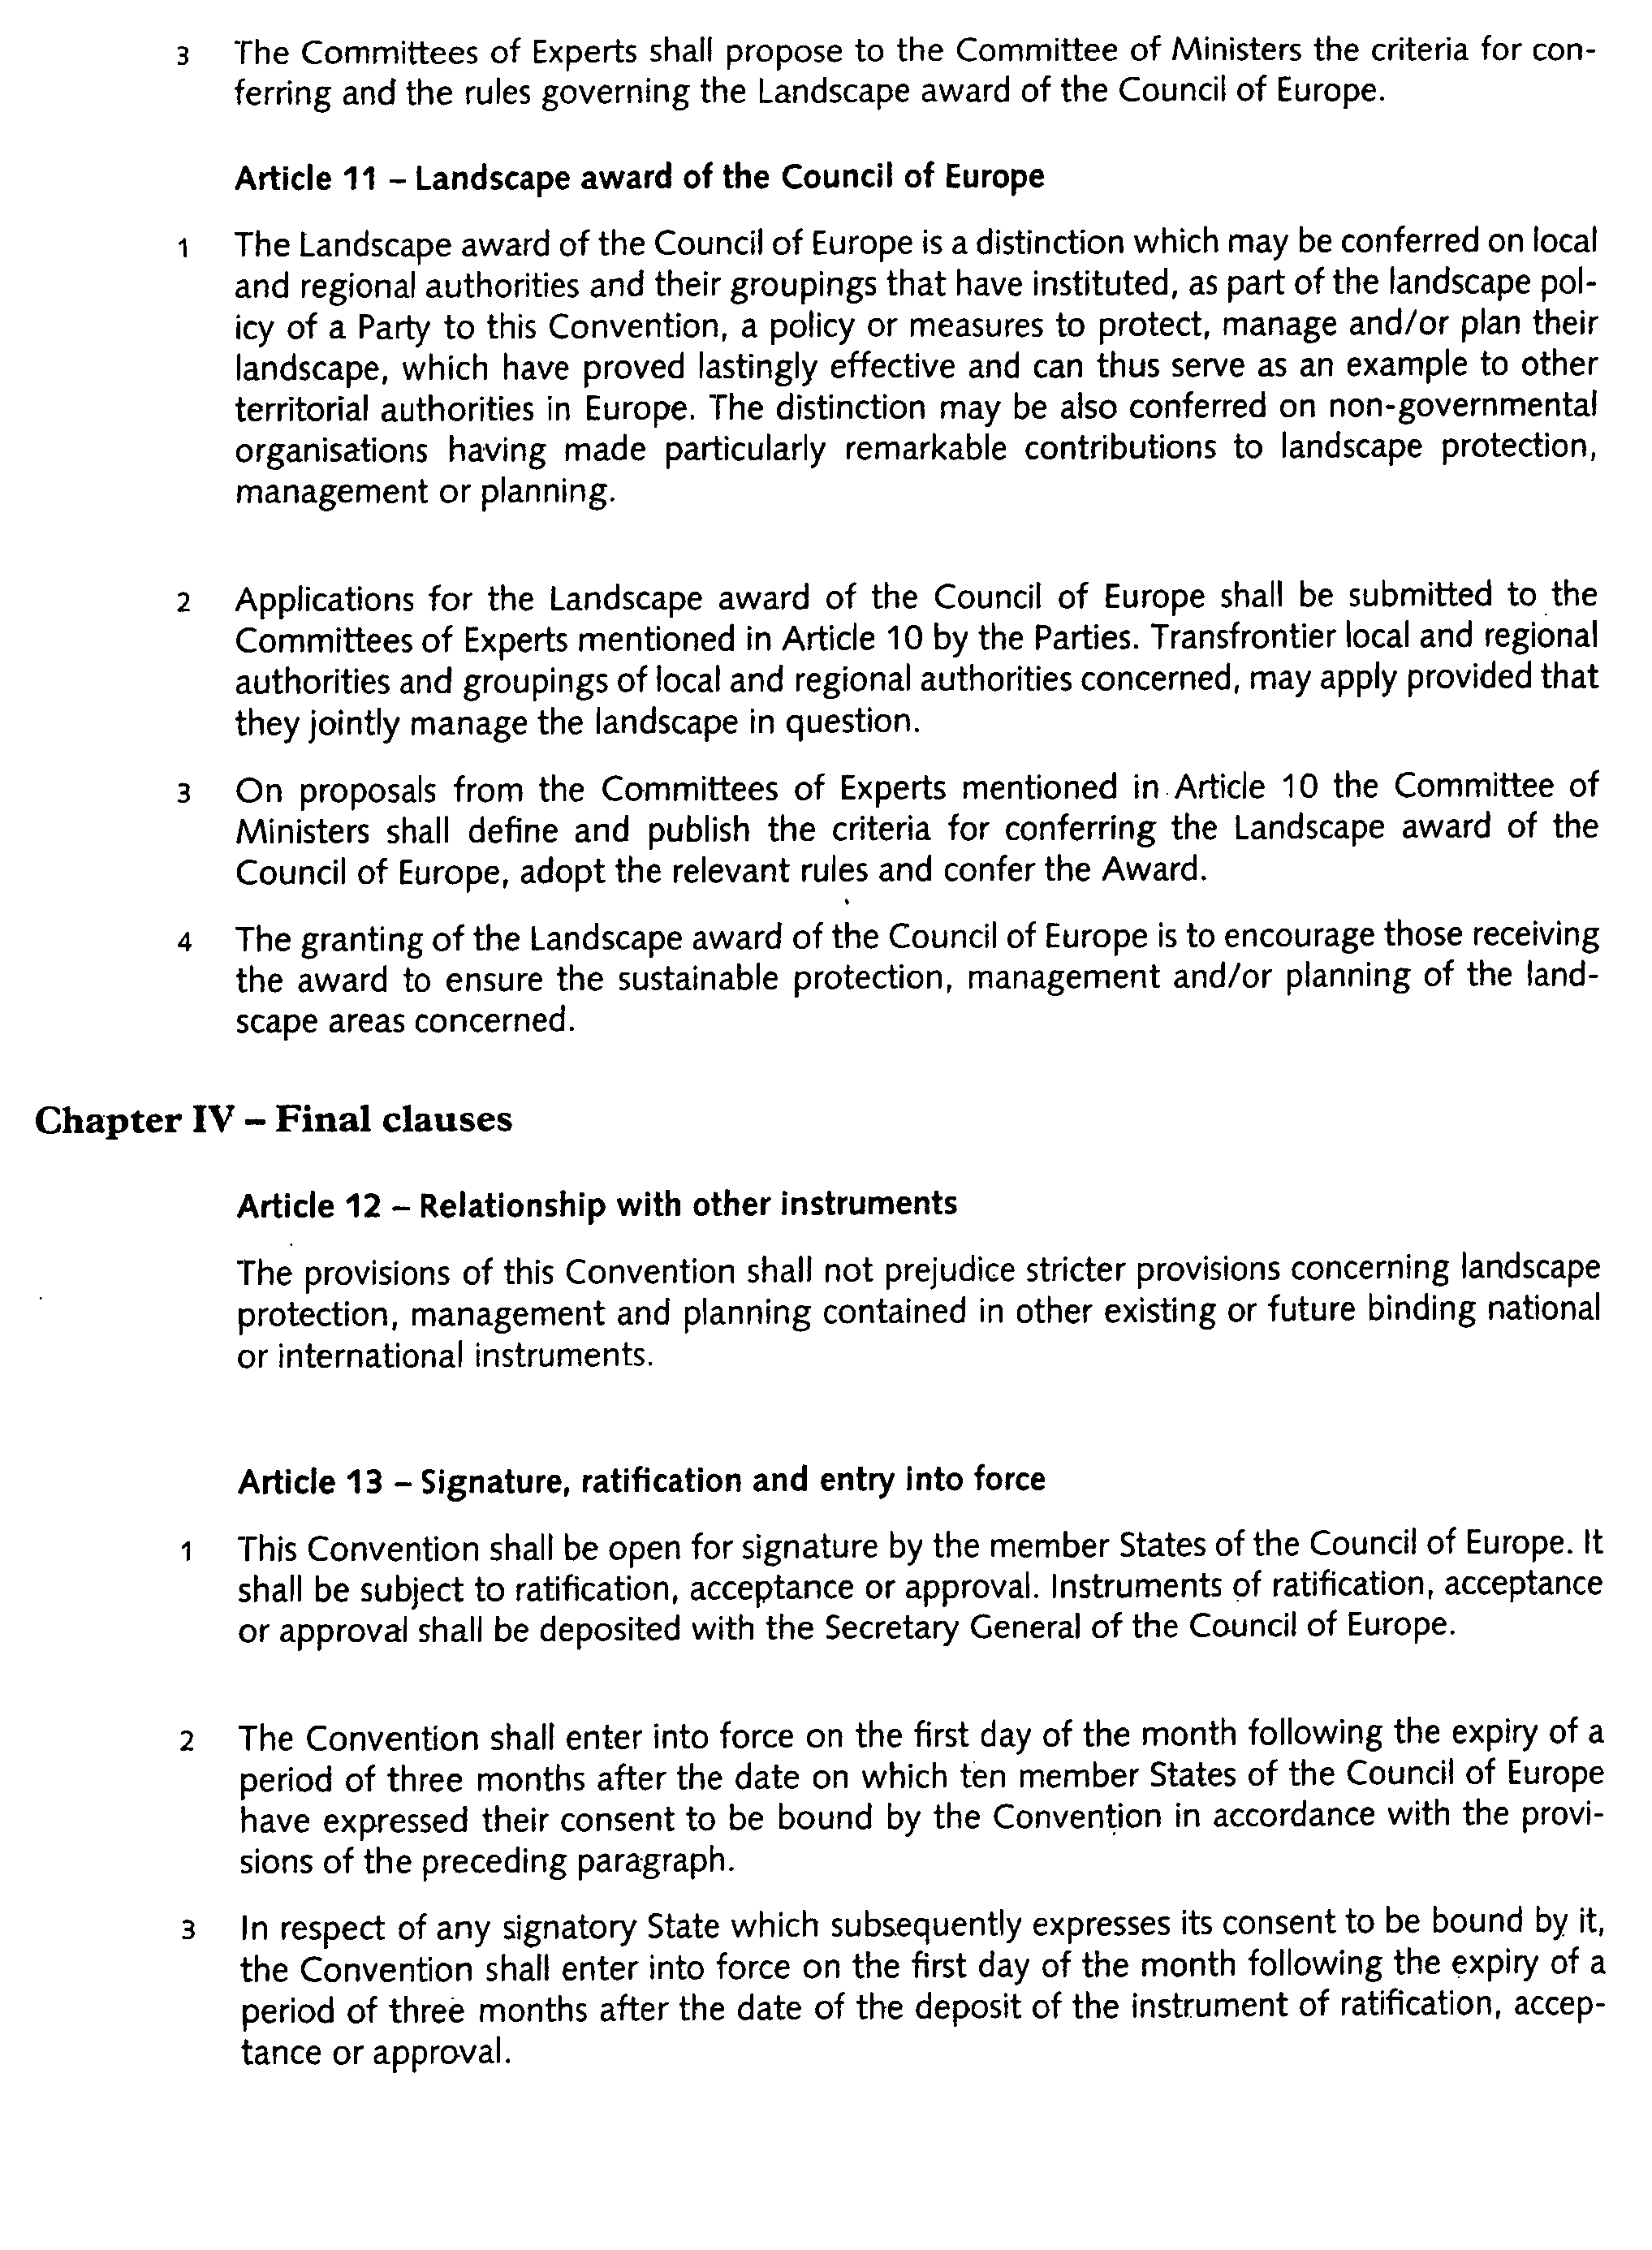 3 The Committees of Experts shall propose to the Committee of Ministers the criteria for con-
ferring and the rules governing the Landscape award of the Council of Europe.
Article 11 – Landscape award of the Council of Europe
1 The Landscape award of the Council of Europe is a distinction which may be conferred on local
and regional authorities and their groupings that have instituted, as part of the landscape pol-
icy of a Party to this Convention, a policy or measures to protect, manage and/or plan their
landscape, which have proved lastingly effective and can thus serve as an example to other
territorial authorities in Europe. The distinction may be also conferred on non-governmental
organisations having made particularly remarkable contributions to landscape protection,
management or planning.
2 Applications for the Landscape award of the Council of Europe shall be submitted to the
Committees of Experts mentioned in Article 10 by the Parties. Transfrontier local and regional
authorities and groupings of local and regional authorities concerned, may apply provided that
they jointly manage the landscape in question.
3 On proposals from the Committees of Experts mentioned in Article 10 the Committee of
Ministers shall define and publish the criteria for conferring the Landscape award of the
Council of Europe, adopt the relevant rules and confer the Award.
4 The granting of the Landscape award of the Council of Europe is to encourage those receiving
the award to ensure the sustainable protection, management and/or planning of the land-
scape areas concerned.
Chapter IV – Final clauses
Article 12 – Relationship with other instruments
The provisions of this Convention shall not prejudice stricter provisions concerning landscape
protection, management and planning contained in other existing or future binding national
or international instruments.
Article 13 – Signature, ratification and entry into force
1 This Convention shall be open for signature by the member States of the Council of Europe. It
shall be subject to ratification, acceptance or approval. Instruments of ratification, acceptance
or approval shall be deposited with the Secretary General of the Council of Europe.
2 The Convention shall enter into force on the first day of the month following the expiry of a
period of three months after the date on which ten member States of the Council of Europe
have expressed their consent to be bound by the Convention in accordance with the provi-
sions of the preceding paragraph.
3 In respect of any signatory State which subsequently expresses its consent to be bound by it,
the Convention shall enter into force on the first day of the month following the expiry of a
period of three months after the date of the deposit of the instrument of ratification, accep-
tance or approval.